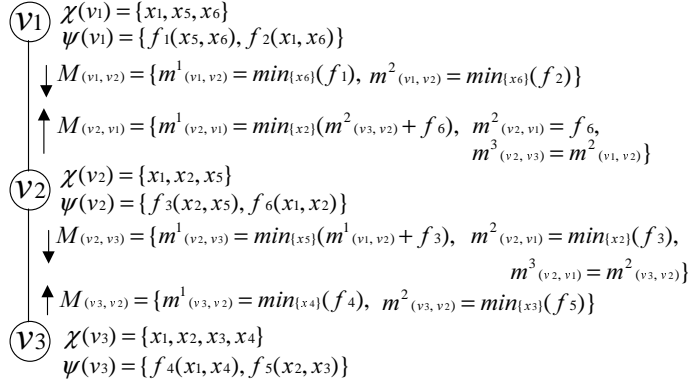 v1 χ(v1) = {x1, x5, x6}
ψ(v1) = {f1(x5, x6), f2(x1, x6)}
M(v1, v2) = {m1(v1, v2) = min{x6}(f1), m2(v1, v2) = min{x6}(f2)}
M(v2, v1) = {m1(v2, v1) = min{x2}(m2(v3, v2) + f6), m2(v2, v1) = f6,
m3(v2, v3) = m2(v1, v2)}
v2 χ(v2) = {x1, x2, x5}
ψ(v2) = {f3(x2, x5), f6(x1, x2)}
M(v2, v3) = {m1(v2, v3) = min{x5}(m1(v1, v2) + f3), m2(v2, v1) = min{x2}(f3),
m3(v2, v1) = m2(v3, v2)}
M(v3, v2) = {m1(v3, v2) = min{x4}(f4), m2(v3, v2) = min{x3}(f5)}
v3 χ(v3) = {x1, x2, x3, x4}
ψ(v3) = {f4(x1, x4), f5(x2, x3)}